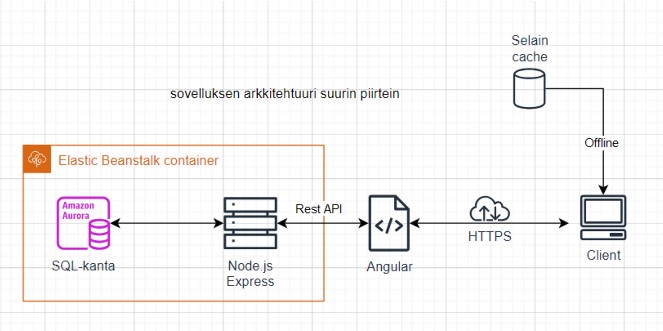 Selain
cache
sovelluksen arkkitehtuuri suurin piirtein
Offline
Elastic Beanstalk container
Amazon
Aurora
Rest API
HTTPS
SQL-kanta
Node.js
Express
Angular
Client